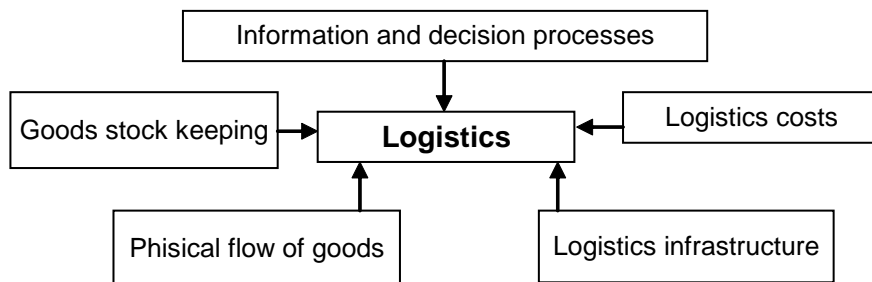 Information and decision processes
Goods stock keeping
Logistics
Logistics costs
Phisical flow of goods
Logistics infrastructure